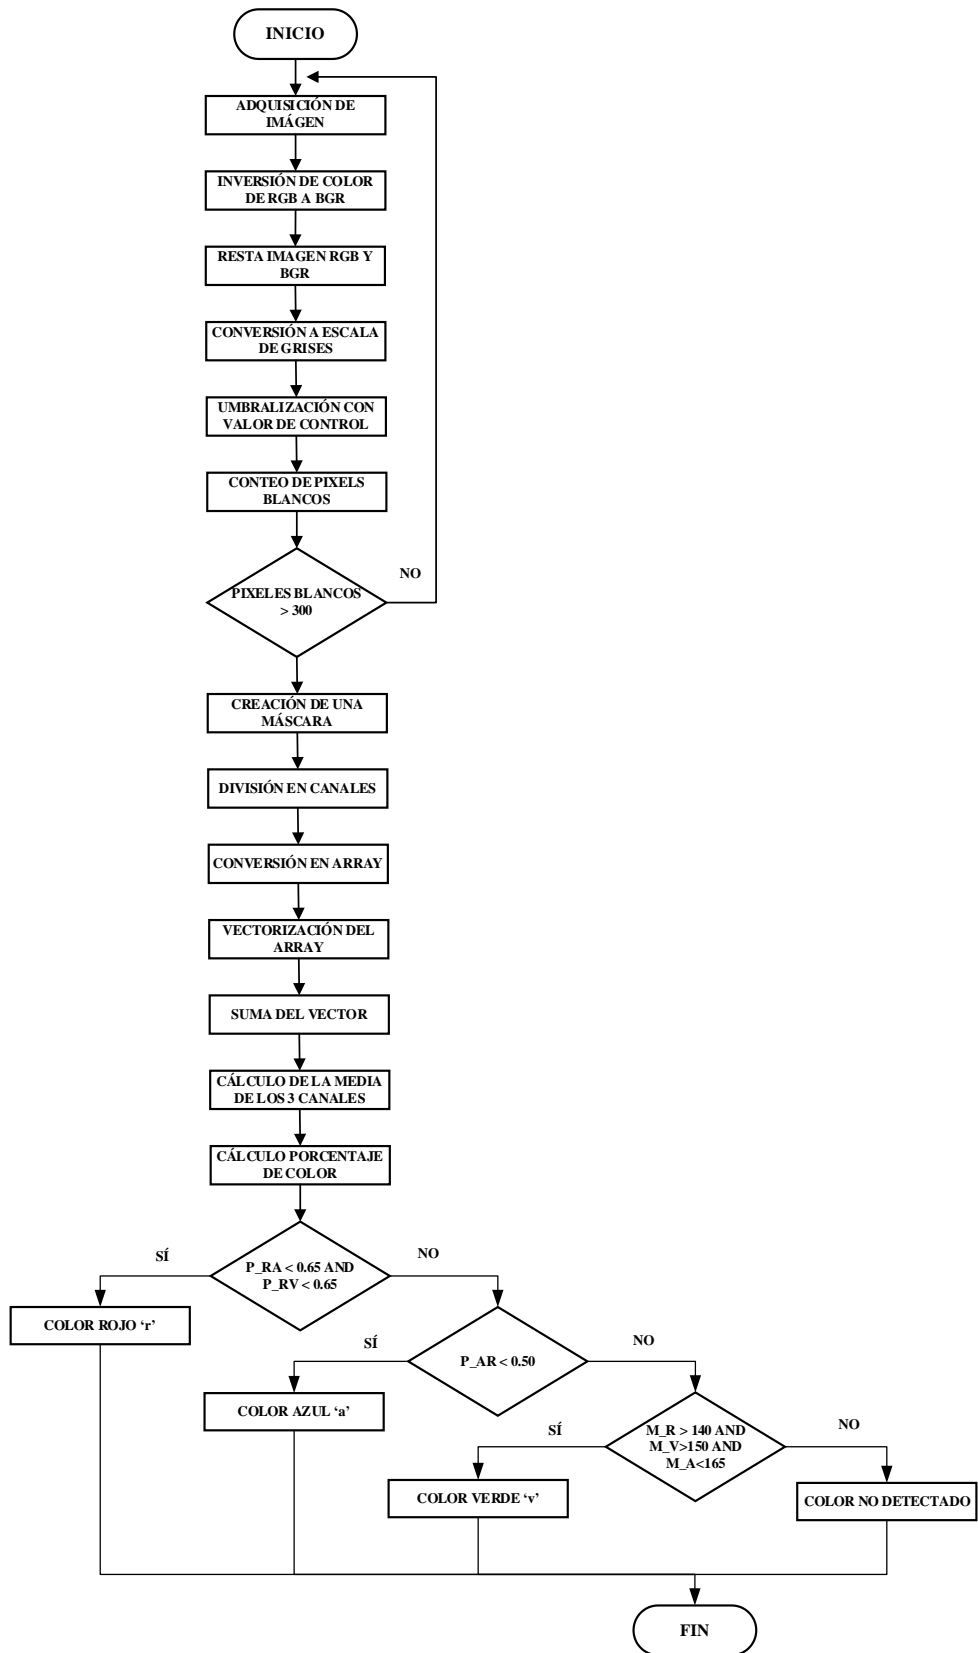 INICIO
ADQUISICIÓN DE
IMÁGEN
INVERSIÓN DE COLOR
DE RGB A BGR
RESTA IMAGEN RGB Y
BGR
CONVERSIÓN A ESCALA
DE GRISES
UMBRALIZACIÓN CON
VALOR DE CONTROL
CONTEO DE PIXELS
BLANCOS
NO
PIXELES BLANCOS
> 300
CREACIÓN DE UNA
MÁSCARA
DIVISIÓN EN CANALES
CONVERSIÓN EN ARRAY
VECTORIZACIÓN DEL
ARRAY
SUMA DEL VECTOR
CÁLCULO DE LA MEDIA
DE LOS 3 CANALES
CÁLCULO PORCENTAJE
DE COLOR
SÍ
NO
P_RA < 0.65 AND
P_RV < 0.65
COLOR ROJO ‘r’
SÍ
NO
P_AR < 0.50
COLOR AZUL ‘a’
SÍ
NO
M_R > 140 AND
M_V>150 AND
M_A<165
COLOR VERDE ‘v’
COLOR NO DETECTADO
FIN